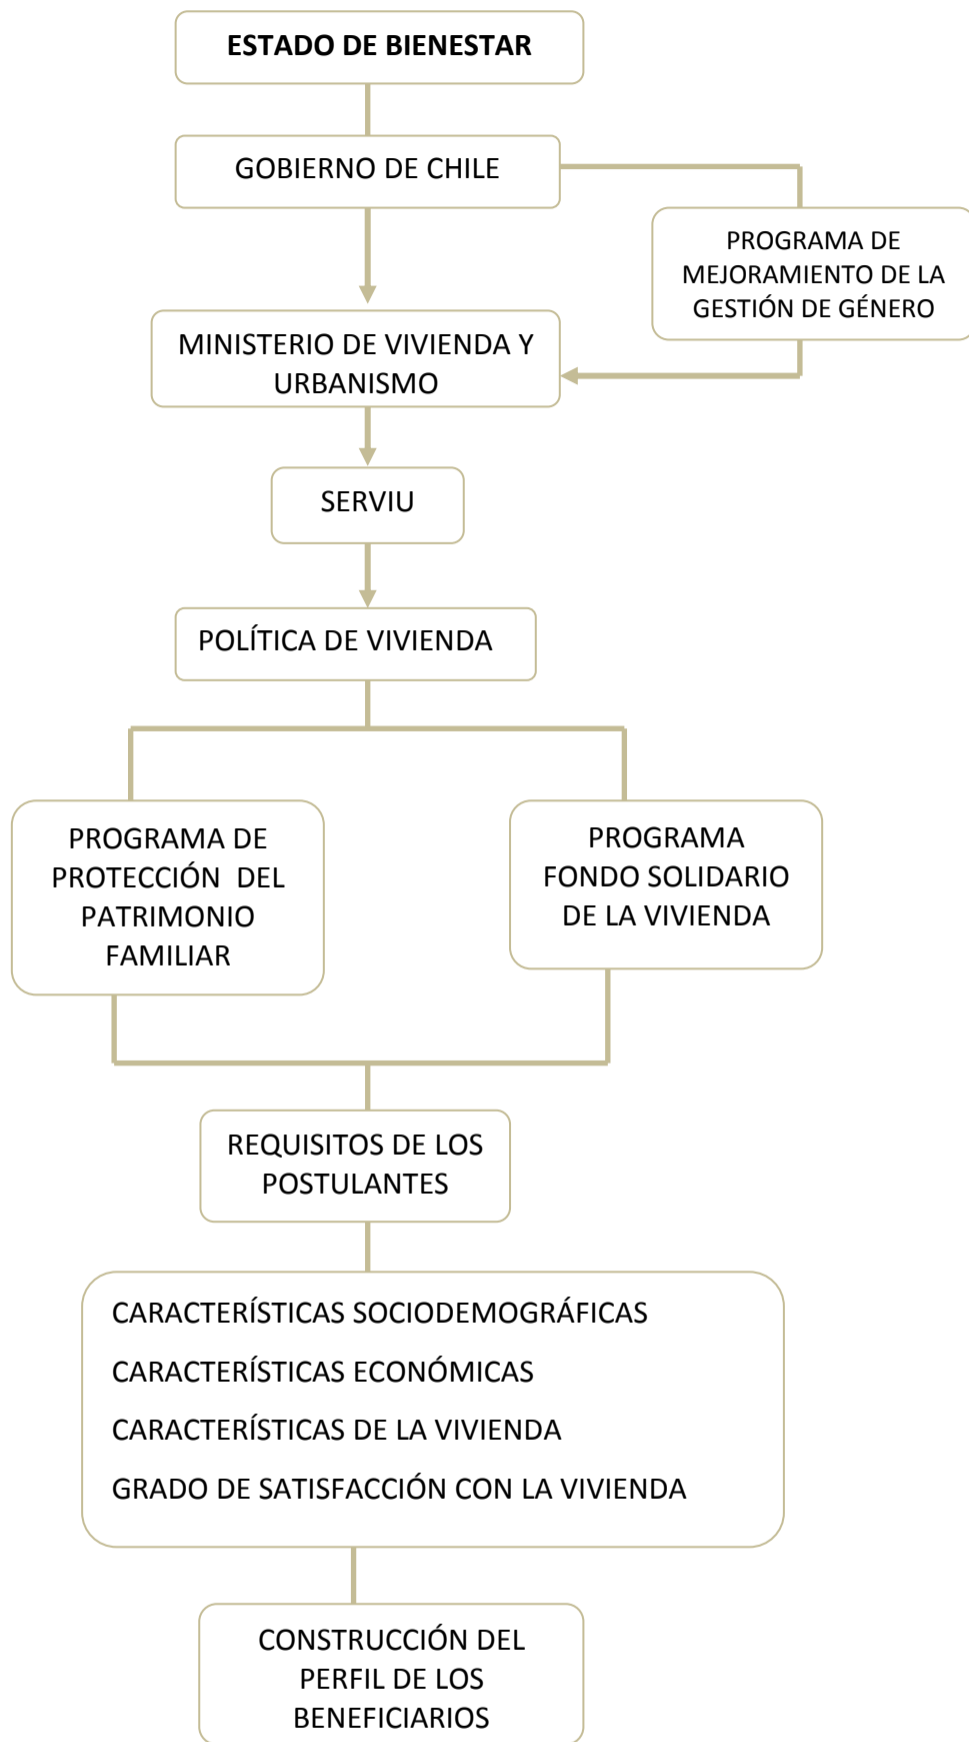 ESTADO DE BIENESTAR
GOBIERNO DE CHILE
PROGRAMA DE
MEJORAMIENTO DE LA
GESTIÓN DE GÉNERO
MINISTERIO DE VIVIENDA Y
URBANISMO
SERVIU
POLÍTICA DE VIVIENDA
PROGRAMA DE
PROTECCIÓN DEL
PATRIMONIO
FAMILIAR
PROGRAMA
FONDO SOLIDARIO
DE LA VIVIENDA
REQUISITOS DE LOS
POSTULANTES
CARACTERÍSTICAS SOCIODEMOGRÁFICAS
CARACTERÍSTICAS ECONÓMICAS
CARACTERÍSTICAS DE LA VIVIENDA
GRADO DE SATISFACCIÓN CON LA VIVIENDA
CONSTRUCCIÓN DEL
PERFIL DE LOS
BENEFICIARIOS